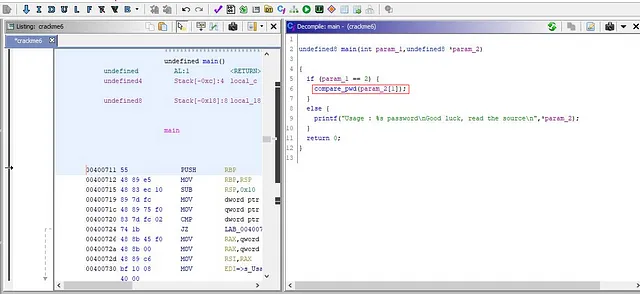 I D U L F V B
Listing: crackme6
*crackme6
undefined main()
undefined AL:1 <RETURN>
undefined4 Stack[-0xc]:4 local_c
undefined8 Stack[-0x18]:8 local_18
main
00400711 55 PUSH RBP
00400712 48 89 e5 MOV RBP,RSP
00400715 48 83 ec 10 SUB RSP,0x10
00400719 89 7d fc MOV dword ptr
0040071c 48 89 75 f0 MOV qword ptr
00400720 83 7d fc 02 CMP dword ptr
00400724 74 1b JZ LAB_004007
00400726 48 8b 45 f0 MOV RAX,qword
0040072a 48 8b 00 MOV RAX,qword
0040072d 48 89 c6 MOV RSI,RAX
00400730 bf 10 08 MOV EDI=>s_Usa
40 00
Decompile: main - (crackme6)
1
2 undefined8 main(int param_1,undefined8 *param_2)
3
4 {
5 if (param_1 == 2) {
6 compare_pwd(param_2[1]);
7 }
8 else {
9 printf("Usage : %s password\nGood luck, read the source\n",*param_2);
10 }
11 return 0;
12 }
13